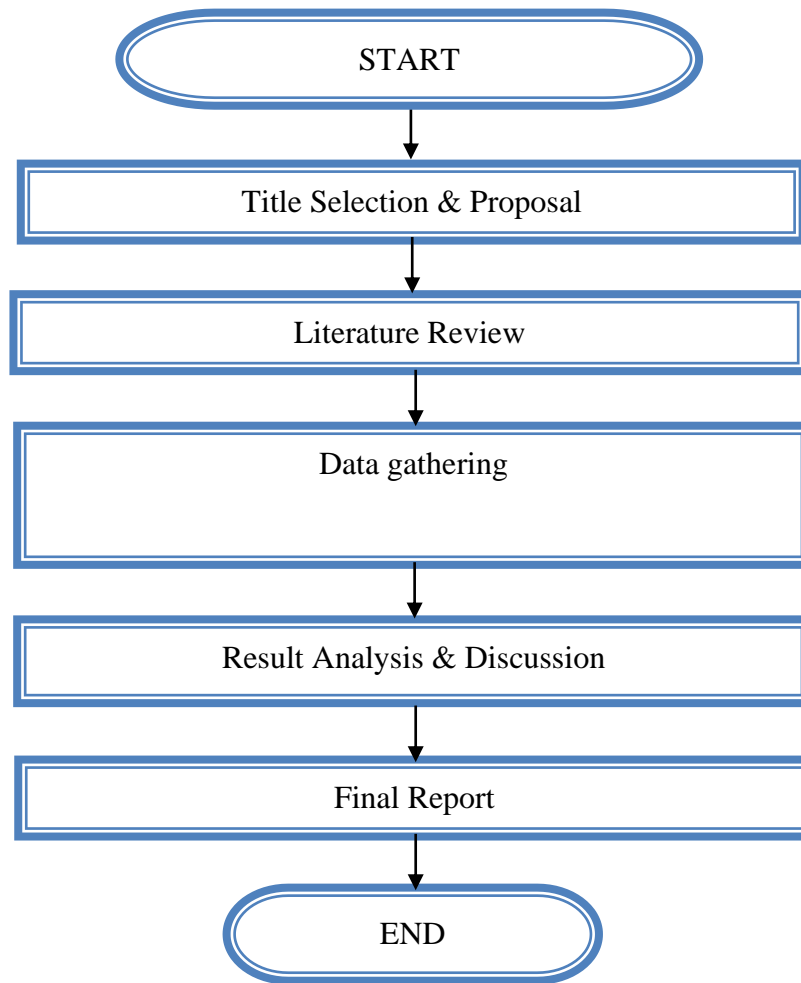 START
Title Selection & Proposal
Literature Review
Data gathering
Result Analysis & Discussion
Final Report
END